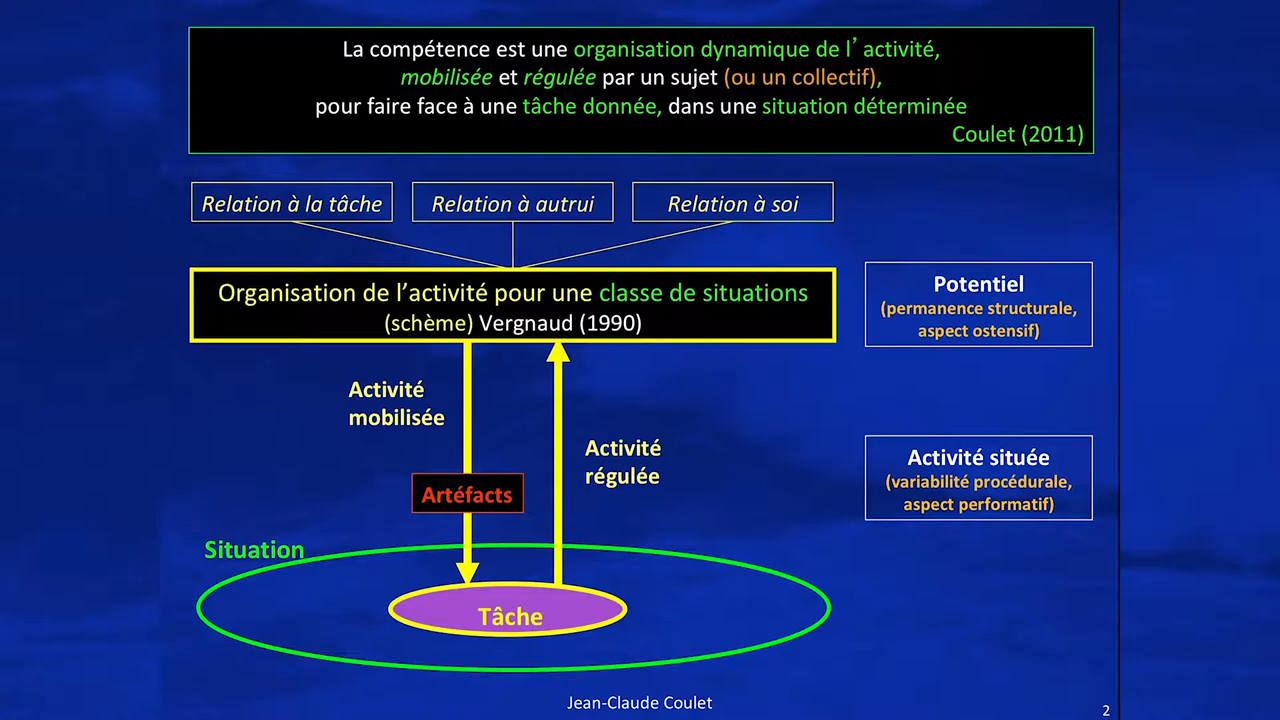 La compétence est une organisation dynamique de l’activité,
mobilisée et régulée par un sujet (ou un collectif),
pour faire face à une tâche donnée, dans une situation déterminée
Coulet (2011)
Relation à la tâche
Relation à autrui
Relation à soi
Organisation de l’activité pour une classe de situations
(schème) Vergnaud (1990)
Potentiel
(permanence structurale,
aspect ostensif)
Activité
mobilisée
Activité
régulée
Activité située
(variabilité procédurale,
aspect performatif)
Artéfacts
Situation
Tâche
Jean-Claude Coulet
2